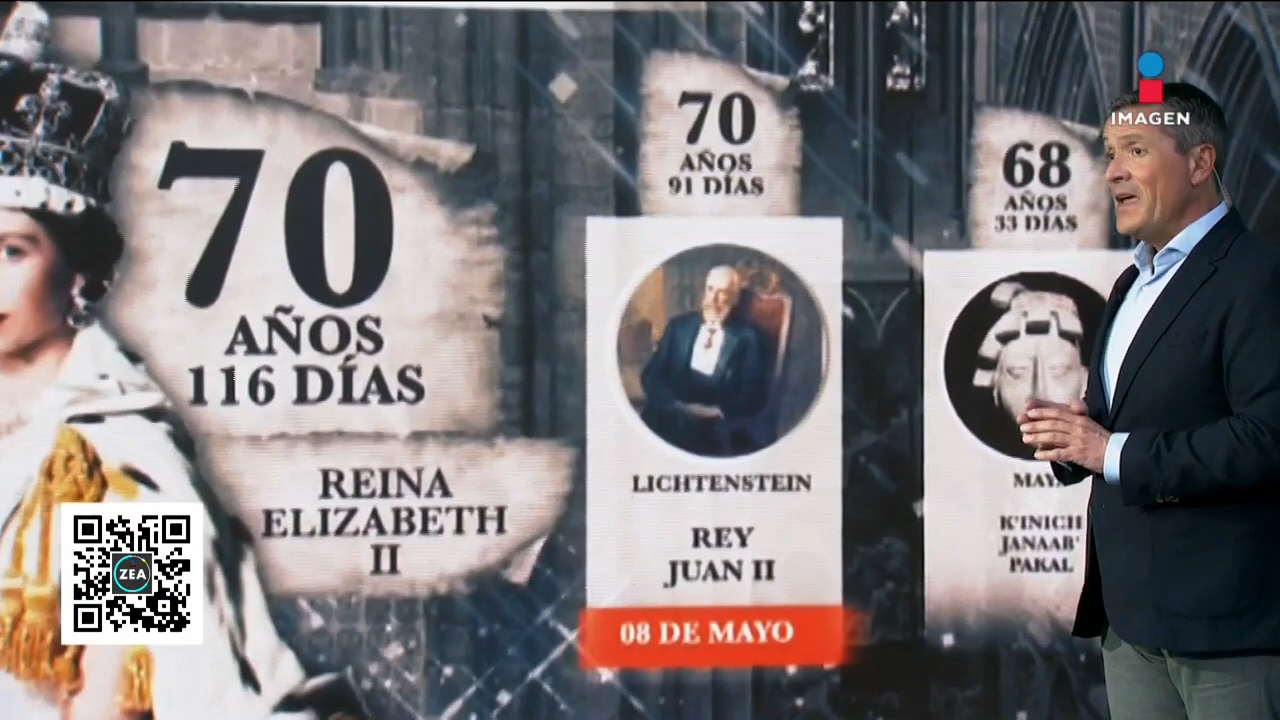 70
AÑOS
116 DÍAS
REINA
ELIZABETH
II
70
AÑOS
91 DÍAS
LICHTENSTEIN
REY
JUAN II
08 DE MAYO
68
AÑOS
33 DÍAS
K'INICH
JANAAB'
PAKAL
IMAGEN
ZEA